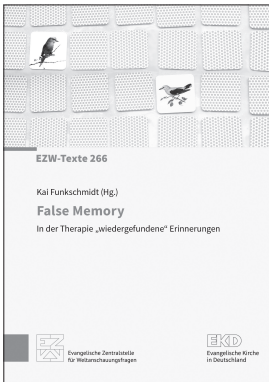 EZW-Texte 266
Kai Funkschmidt (Hg.)
False Memory
In der Therapie „wiedergefundene“ Erinnerungen
EZW
Evangelische Zentralstelle
für Weltanschauungsfragen
EKD
Evangelische Kirche
in Deutschland